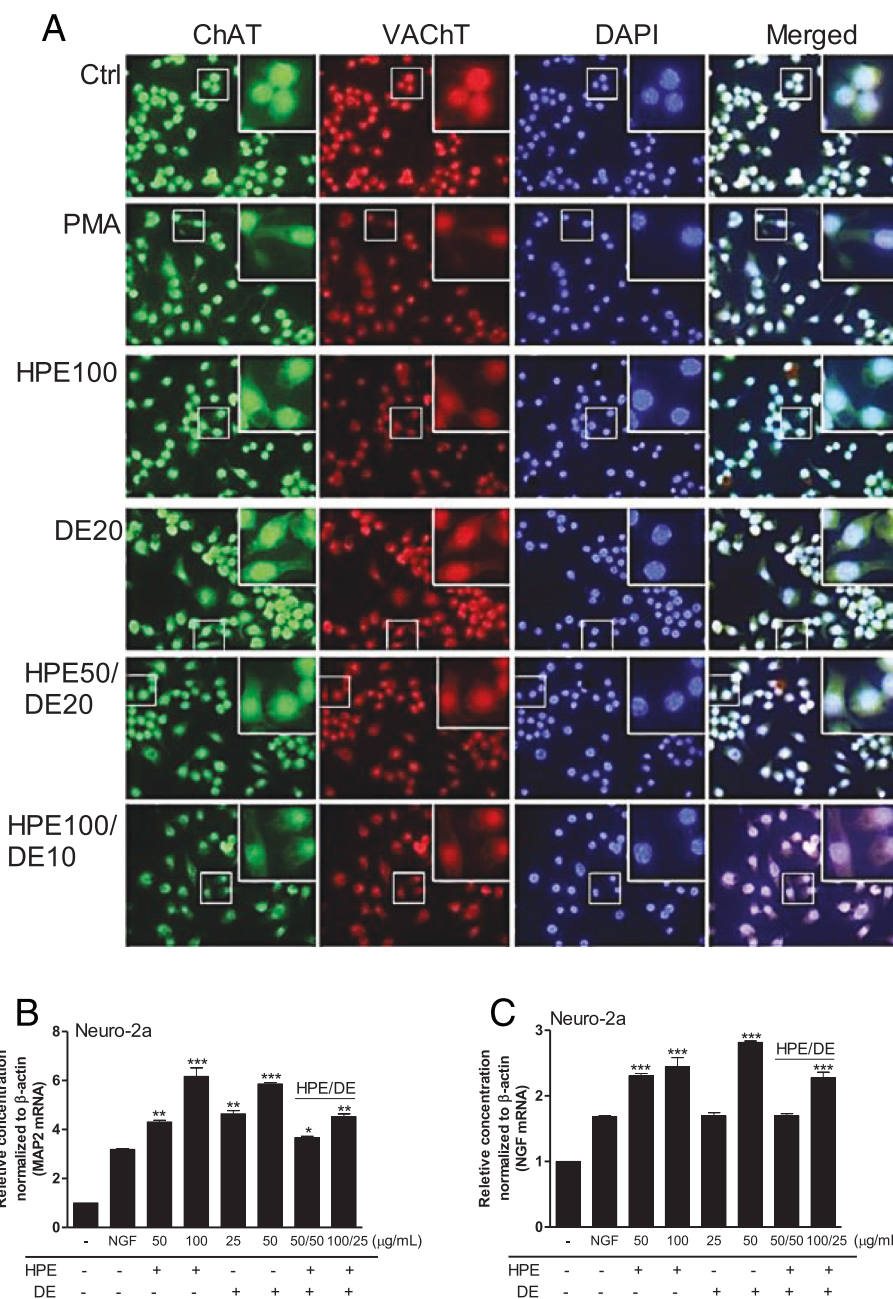 A
ChAT VAChT DAPI Merged
Ctrl
PMA
HPE100
DE20
HPE50/
DE20
HPE100/
DE10
B
Neuro-2a
Reletive concentration
normalized to β-actin
(MAP2 mRNA)
8
6
4
2
0
** *** ** *** * **
HPE/DE
- NGF 50 100 25 50 50/50 100/25 (μg/mL)
HPE - - + + - - + +
DE - - - - + + + +
C
Neuro-2a
Reletive concentration
normalized to β-actin
(NGF mRNA)
3
2
1
0
*** *** *** ***
HPE/DE
- NGF 50 100 25 50 50/50 100/25 (μg/ml
HPE - - + + - - + +
DE - - - - + + + +